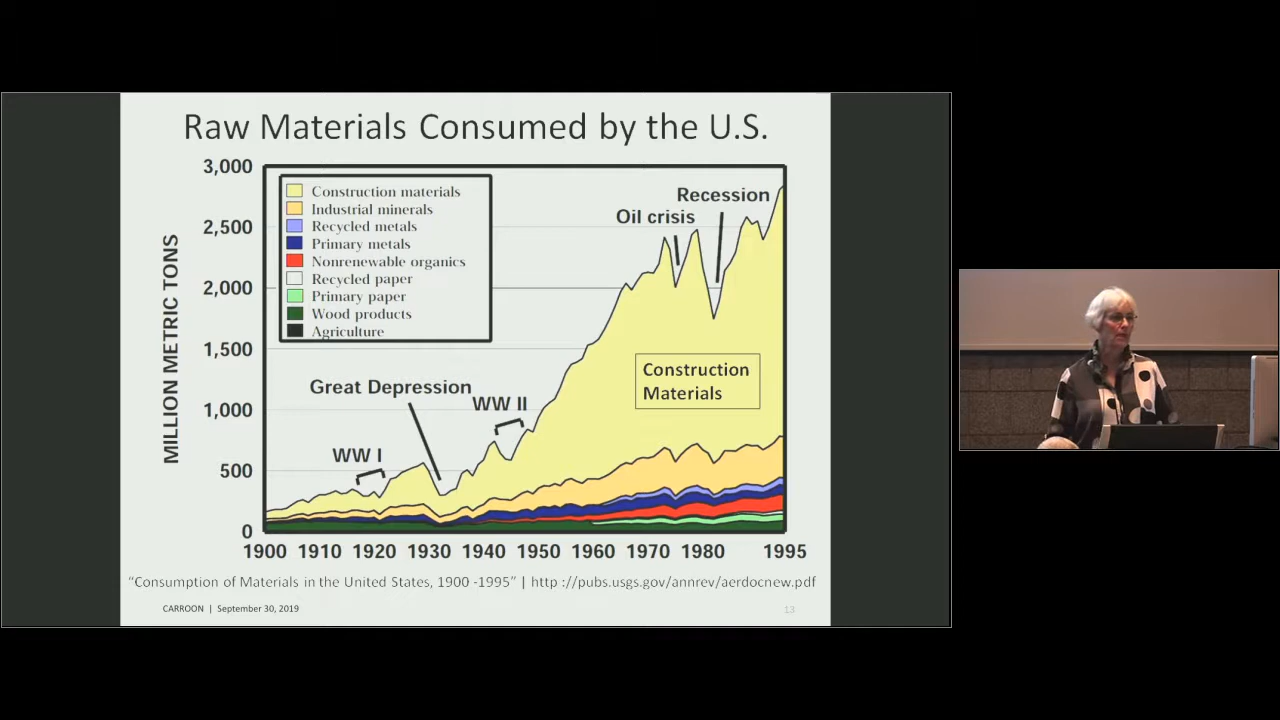 Raw Materials Consumed by the U.S.
3,000
2,500
2,000
1,500
1,000
500
0
MILLION METRIC TONS
Construction materials
Industrial minerals
Recycled metals
Primary metals
Nonrenewable organics
Recycled paper
Primary paper
Wood products
Agriculture
Recession
Oil crisis
Great Depression
WW II
WW I
Construction
Materials
1900 1910 1920 1930 1940 1950 1960 1970 1980 1995
“Consumption of Materials in the United States, 1900 -1995” | http ://pubs.usgs.gov/annrev/aerdocnew.pdf
CARROON | September 30, 2019
13